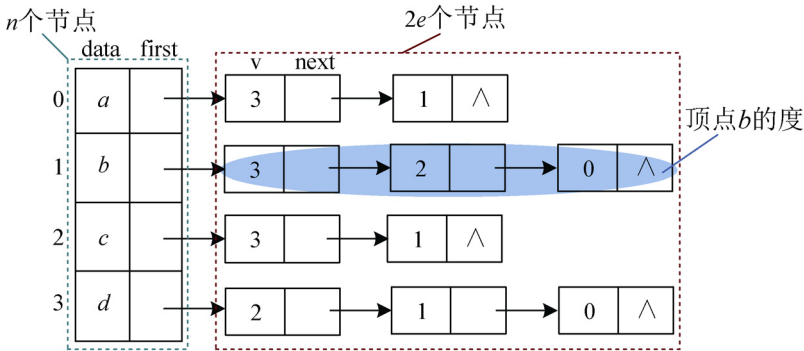 n个节点
2e个节点
data first
v next
0 a 3 1 ∧
顶点b的度
1 b 3 2 0 ∧
2 c 3 1 ∧
3 d 2 1 0 ∧